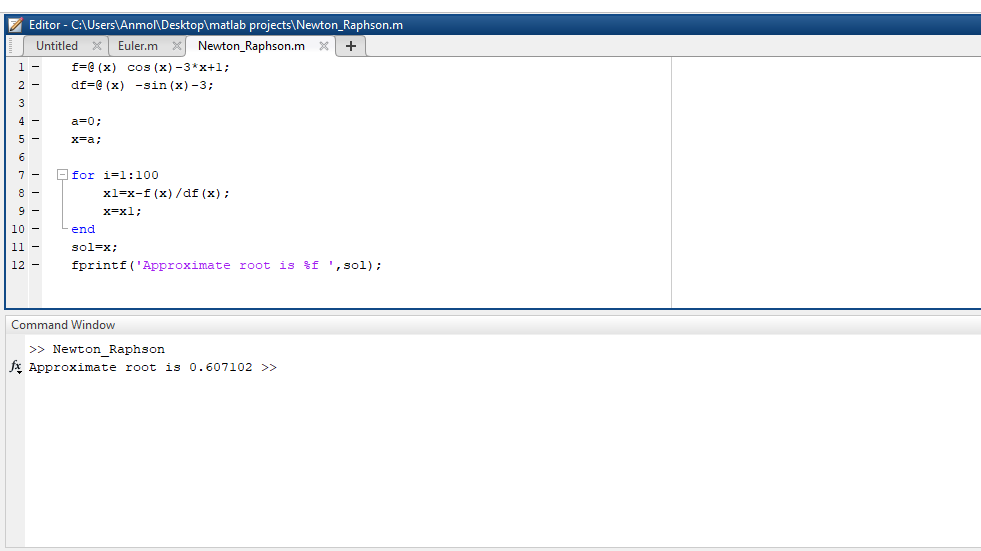 Editor - C:\Users\Anmol\Desktop\matlab projects\Newton_Raphson.m
Untitled × Euler.m × Newton_Raphson.m × +
1 - f=@(x) cos(x)-3*x+1;
2 - df=@(x) -sin(x)-3;
3
4 - a=0;
5 - x=a;
6
7 - for i=1:100
8 - x1=x-f(x)/df(x);
9 - x=x1;
10 - end
11 - sol=x;
12 - fprintf('Approximate root is %f ',sol);
Command Window
>> Newton_Raphson
fx Approximate root is 0.607102 >>